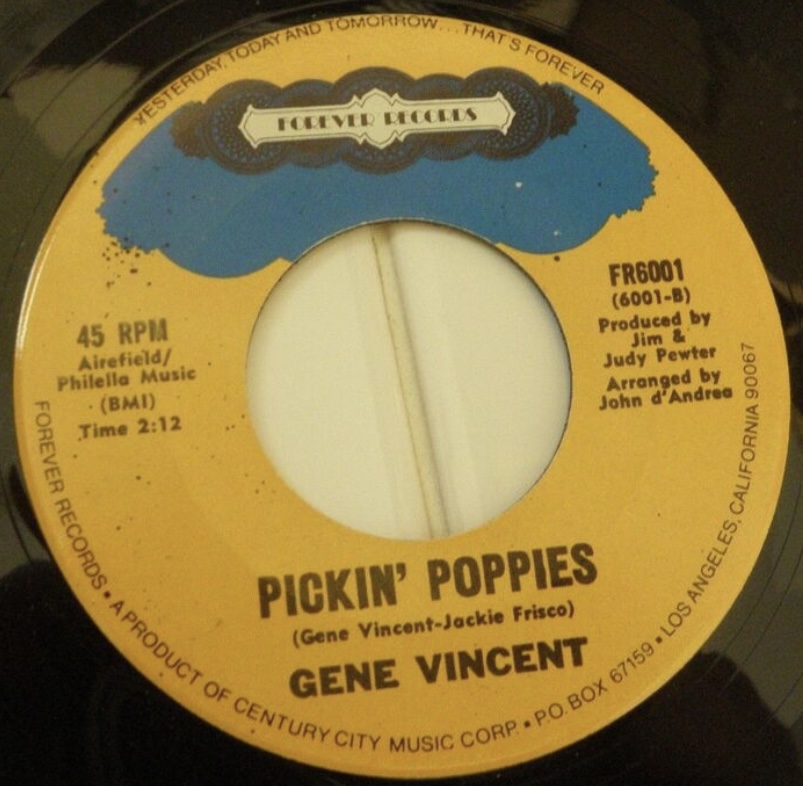 YESTERDAY, TODAY AND TOMORROW...THAT'S FOREVER
FOREVER RECORDS
45 RPM
Airefield/
Philella Music
(BMI)
Time 2:12
FR6001
(6001-B)
Produced by
Jim &
Judy Pewter
Arranged by
John d'Andrea
PICKIN' POPPIES
(Gene Vincent-Jackie Frisco)
GENE VINCENT
FOREVER RECORDS • A PRODUCT OF CENTURY CITY MUSIC CORP. • P.O. BOX 67159 • LOS ANGELES, CALIFORNIA 90067